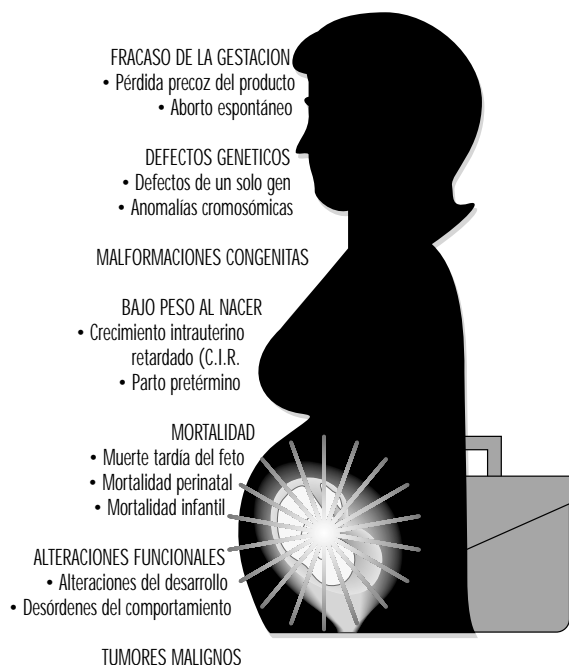 FRACASO DE LA GESTACION
• Pérdida precoz del producto
• Aborto espontáneo
DEFECTOS GENETICOS
• Defectos de un solo gen
• Anomalías cromosómicas
MALFORMACIONES CONGENITAS
BAJO PESO AL NACER
• Crecimiento intrauterino
retardado (C.I.R.
• Parto pretérmino
MORTALIDAD
• Muerte tardía del feto
• Mortalidad perinatal
• Mortalidad infantil
ALTERACIONES FUNCIONALES
• Alteraciones del desarrollo
• Desórdenes del comportamiento
TUMORES MALIGNOS